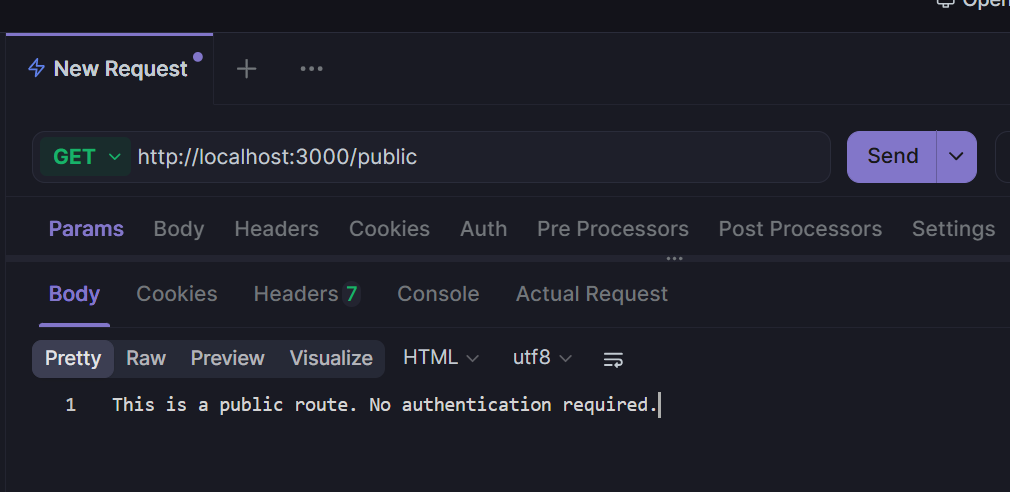 Open
New Request
GET http://localhost:3000/public Send
Params Body Headers Cookies Auth Pre Processors Post Processors Settings
Body Cookies Headers 7 Console Actual Request
Pretty Raw Preview Visualize HTML utf8
1 This is a public route. No authentication required.